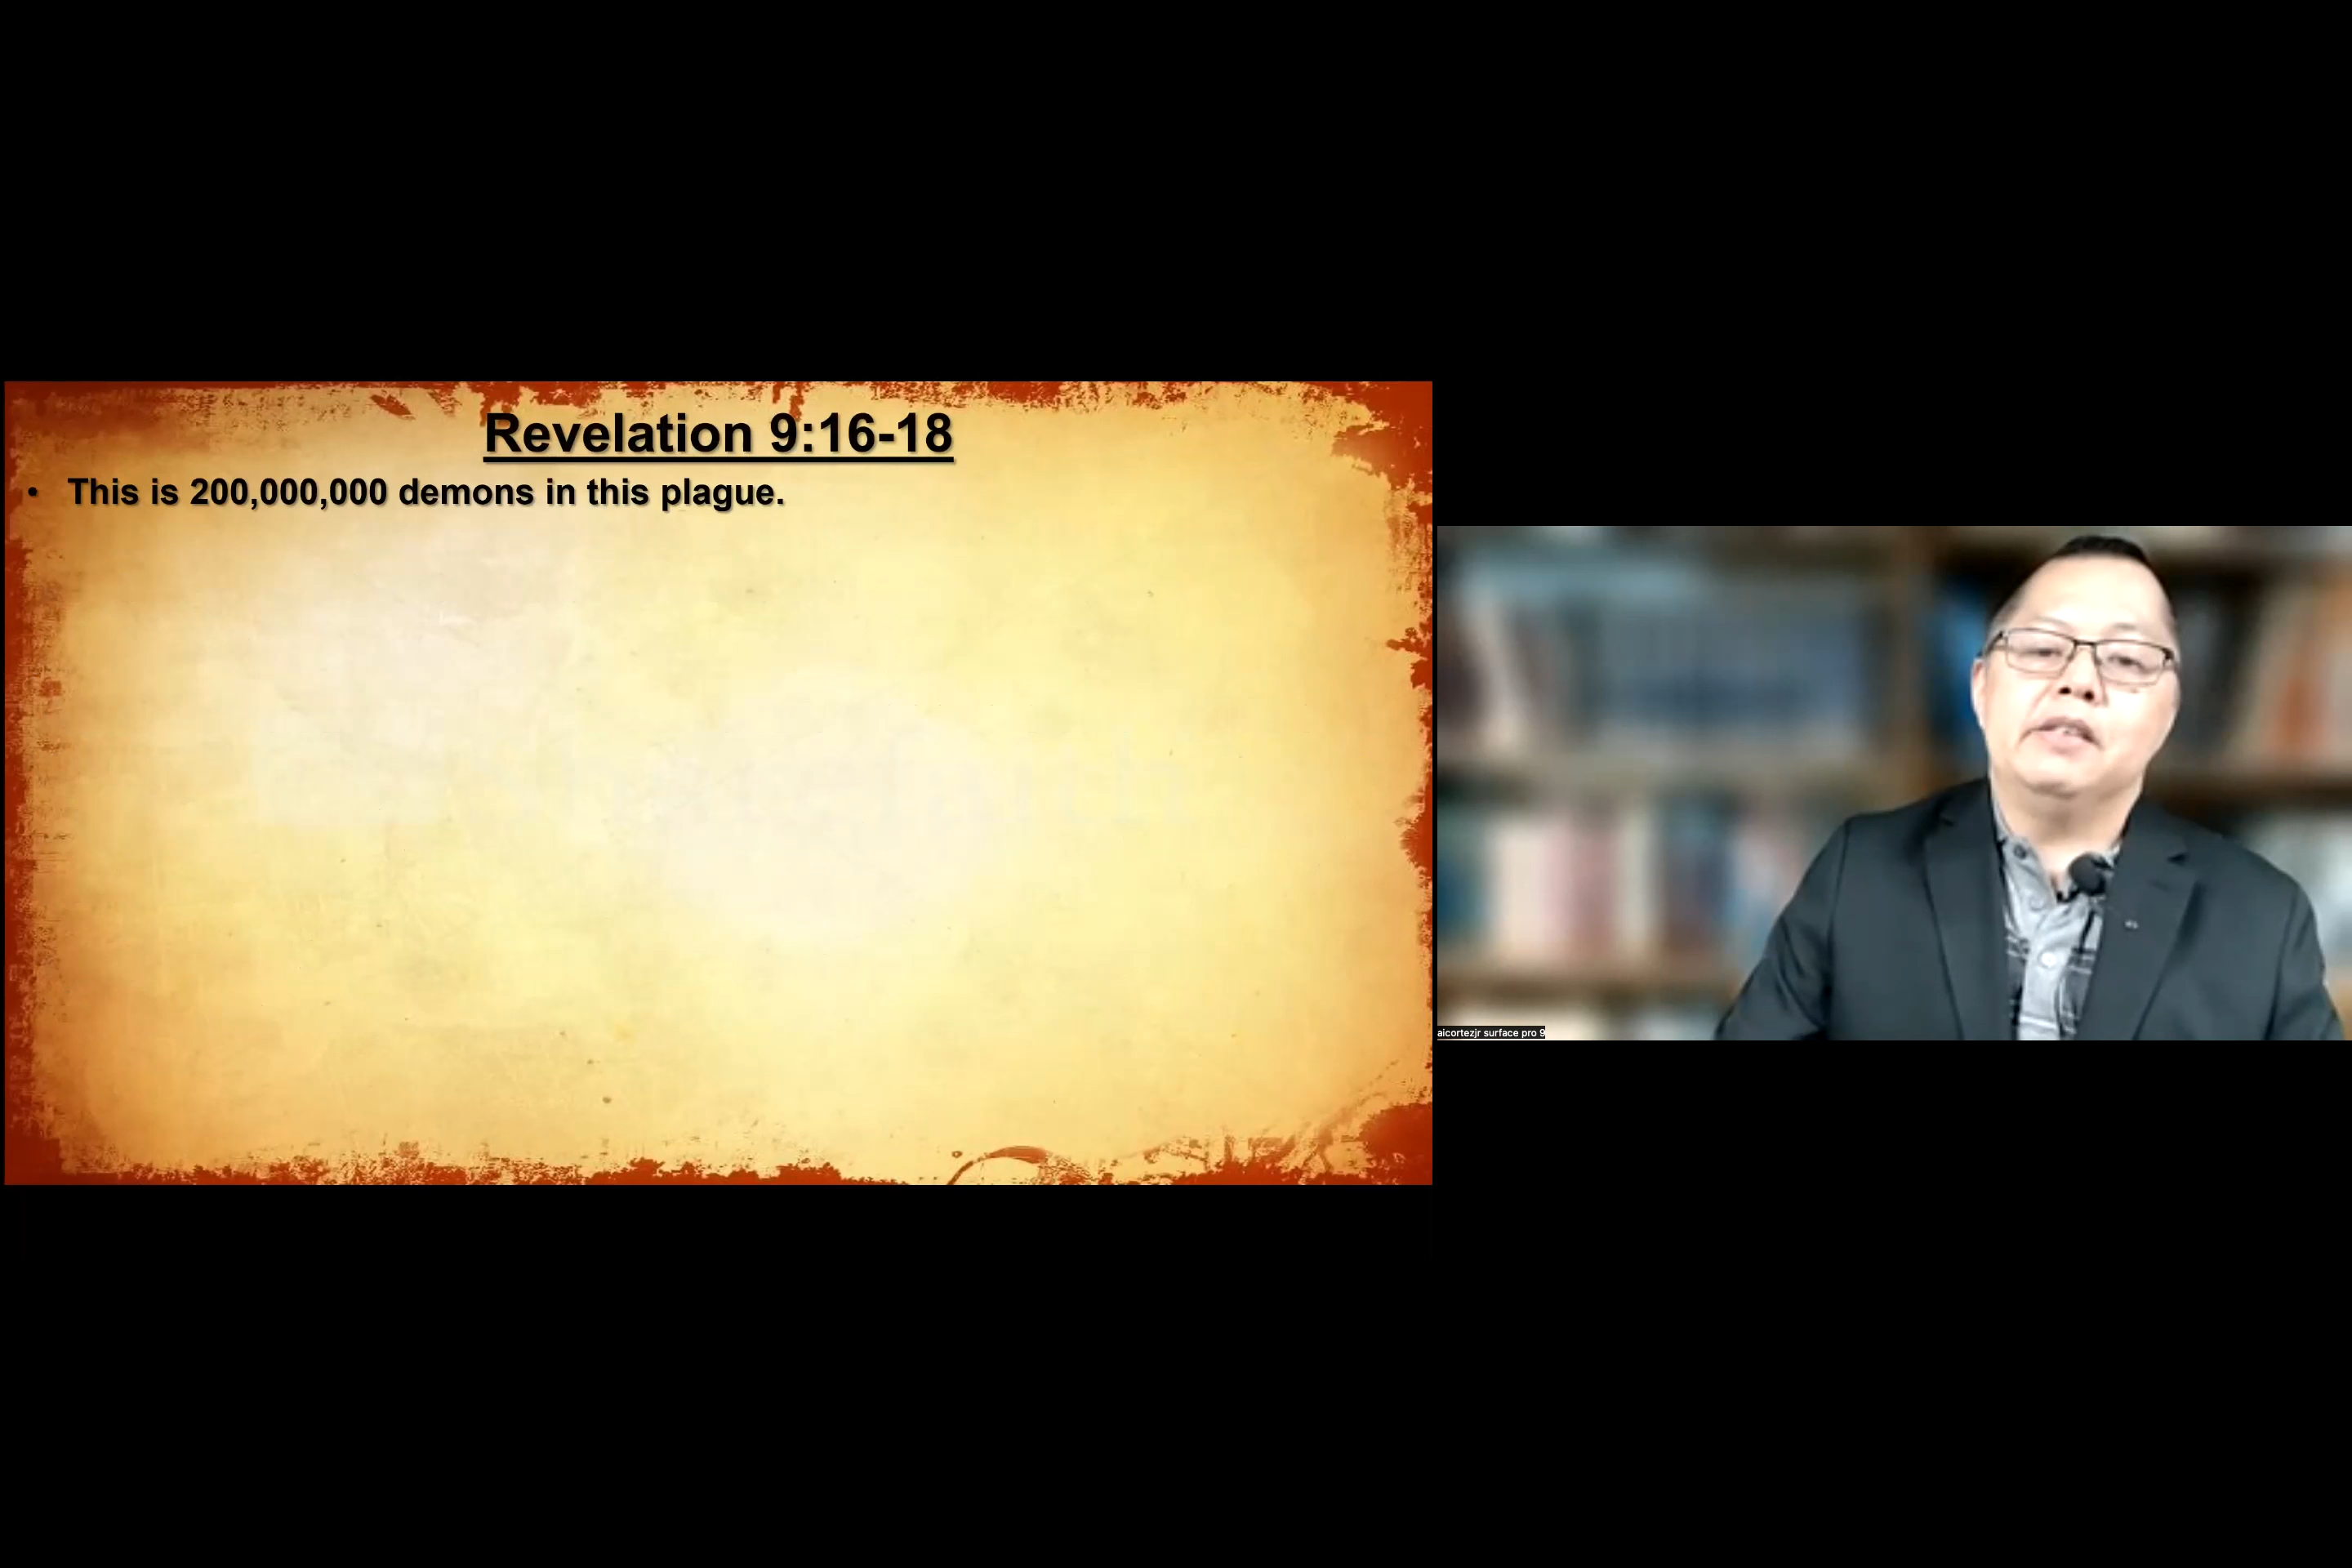 Revelation 9:16-18
• This is 200,000,000 demons in this plague.
aicortezjr surface pro 9